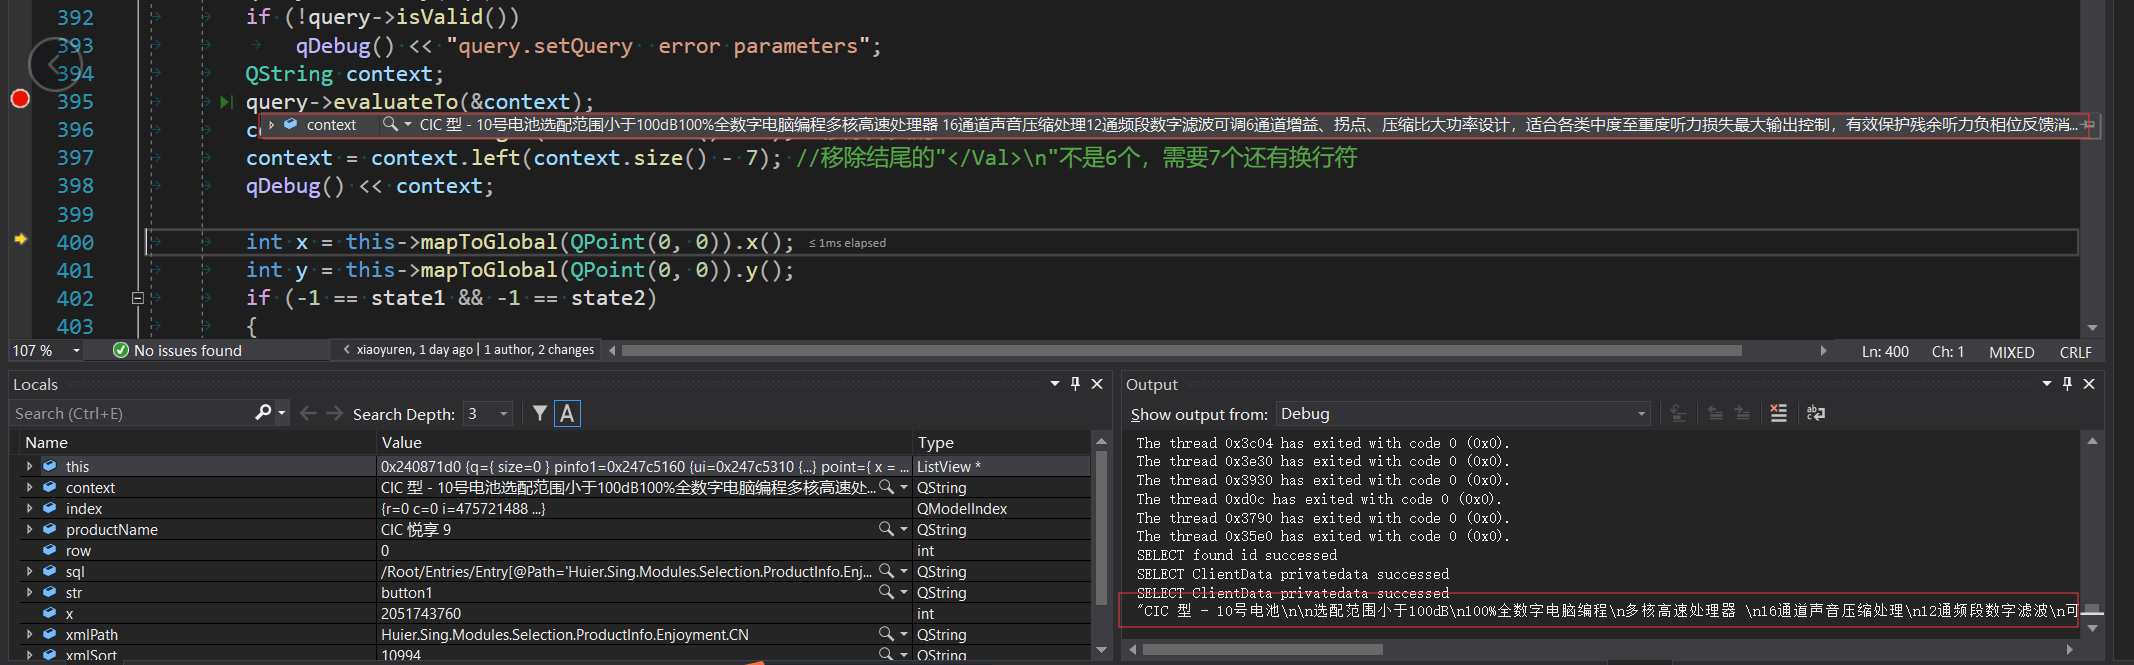 392 if (!query->isValid())
393 qDebug() << "query.setQuery  error parameters";
394 QString context;
395 query->evaluateTo(&context);
396 context CIC 型 - 10号电池选配范围小于100dB100%全数字电脑编程多核高速处理器 16通道声音压缩处理12通频段数字滤波可调6通道增益、拐点、压缩比大功率设计，适合各类中度至重度听力损失最大输出控制，有效保护残余听力负相位反馈消...
397 context = context.left(context.size() - 7); //移除结尾的"</Val>\n"不是6个，需要7个还有换行符
398 qDebug() << context;
399
400 int x = this->mapToGlobal(QPoint(0, 0)).x(); ≤ 1ms elapsed
401 int y = this->mapToGlobal(QPoint(0, 0)).y();
402 if (-1 == state1 && -1 == state2)
403 {
107 % No issues found xiaoyuren, 1 day ago | 1 author, 2 changes Ln: 400 Ch: 1 MIXED CRLF
Locals
Search (Ctrl+E) Search Depth: 3 A
Name Value Type
this 0x240871d0 {q={ size=0 } pinfo1=0x247c5160 {ui=0x247c5310 {...} point={ x = ... ListView *
context CIC 型 - 10号电池选配范围小于100dB100%全数字电脑编程多核高速处... QString
index {r=0 c=0 i=475721488 ...} QModelIndex
productName CIC 悦享 9 QString
row 0 int
sql /Root/Entries/Entry[@Path='Huier.Sing.Modules.Selection.ProductInfo.Enj... QString
str button1 QString
x 2051743760 int
xmlPath Huier.Sing.Modules.Selection.ProductInfo.Enjoyment.CN QString
xmlSort 10994 QString
Output
Show output from: Debug
The thread 0x3c04 has exited with code 0 (0x0).
The thread 0x3e30 has exited with code 0 (0x0).
The thread 0x3930 has exited with code 0 (0x0).
The thread 0xd0c has exited with code 0 (0x0).
The thread 0x3790 has exited with code 0 (0x0).
The thread 0x35e0 has exited with code 0 (0x0).
SELECT found id successed
SELECT ClientData privatedata successed
SELECT ClientData privatedata successed
"CIC 型 - 10号电池\n\n选配范围小于100dB\n100%全数字电脑编程\n多核高速处理器 \n16通道声音压缩处理\n12通频段数字滤波\n可